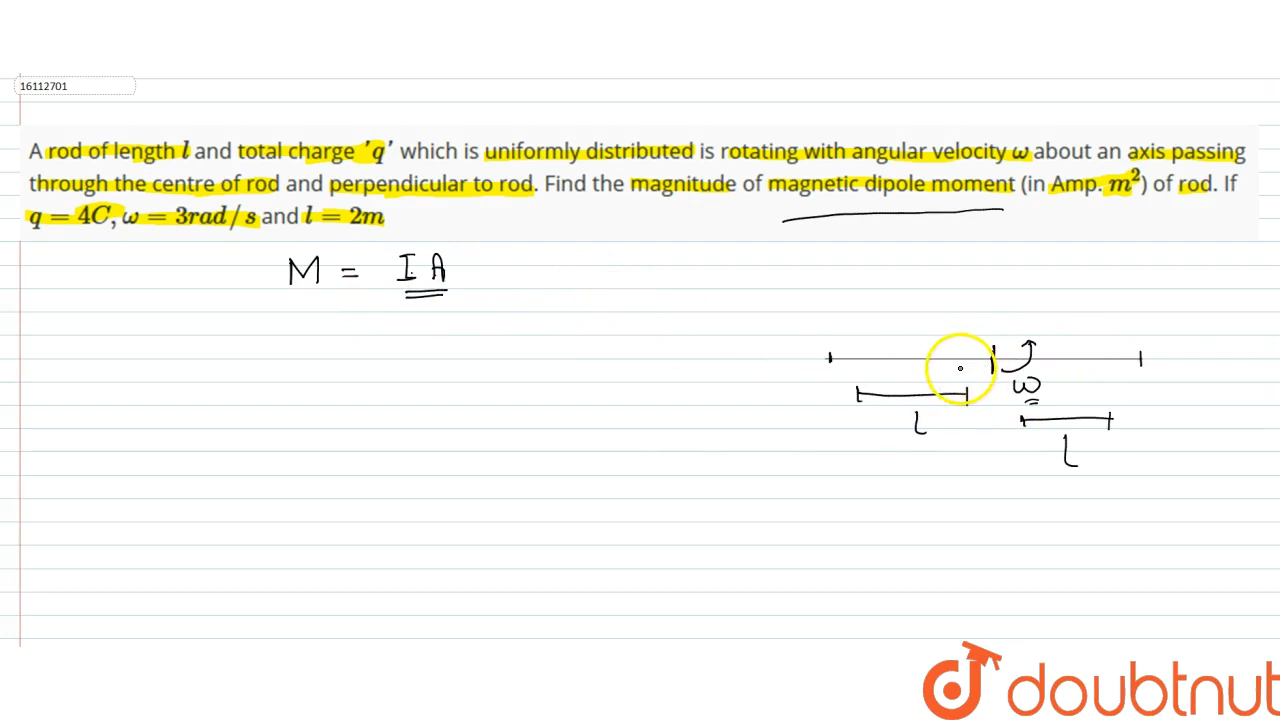 16112701
A rod of length l and total charge 'q' which is uniformly distributed is rotating with angular velocity ω about an axis passing
through the centre of rod and perpendicular to rod. Find the magnitude of magnetic dipole moment (in Amp. m²) of rod. If
q = 4C, ω = 3rad/s and l = 2m
M = I A
ω
l
l
doubtnut